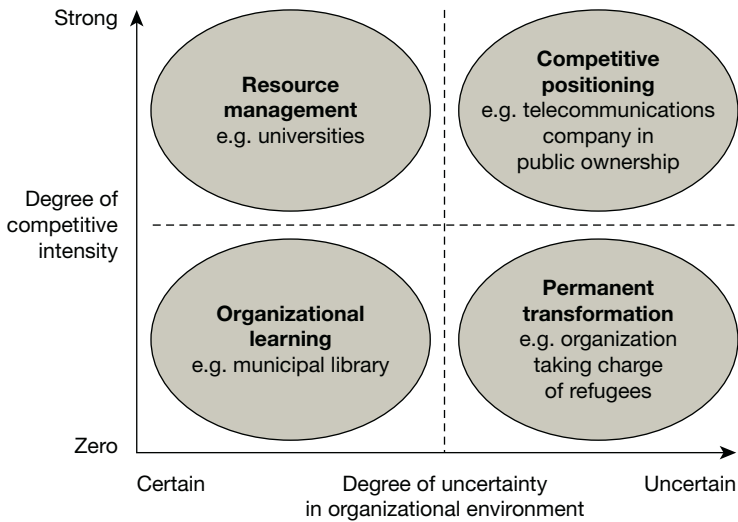 Strong
Resource
management
e.g. universities
Competitive
positioning
e.g. telecommunications
company in
public ownership
Degree of
competitive
intensity
Organizational
learning
e.g. municipal library
Permanent
transformation
e.g. organization
taking charge
of refugees
Zero
Certain
Degree of uncertainty
in organizational environment
Uncertain